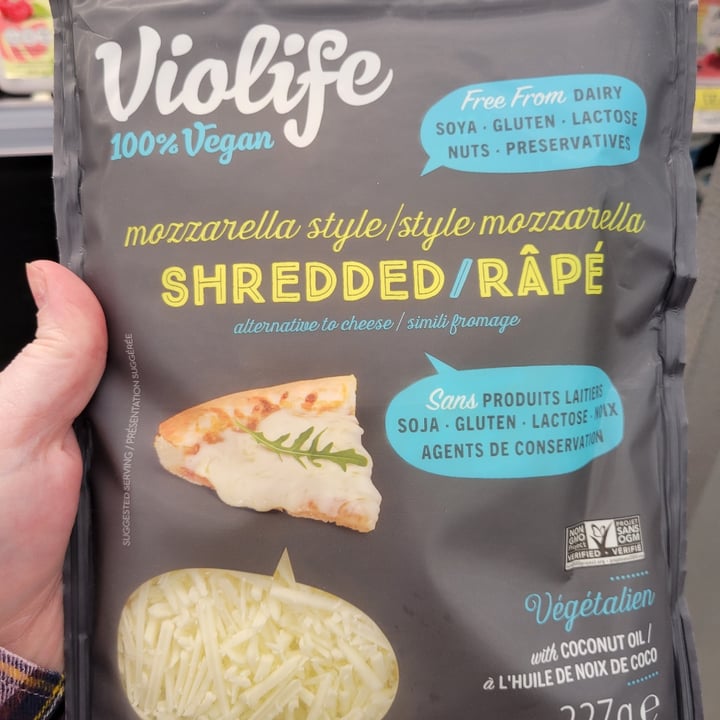 Violife
100% Vegan
Free From DAIRY
SOYA · GLUTEN · LACTOSE
NUTS · PRESERVATIVES
mozzarella style/style mozzarella
SHREDDED/RÂPÉ
alternative to cheese / simili fromage
Sans PRODUITS LAITIERS
SOJA · GLUTEN · LACTOSE · NOIX
AGENTS DE CONSERVATION
SUGGESTED SERVING / PRÉSENTATION SUGGÉRÉE
NON
GMO
Project
VERIFIED
PROJET
SANS
OGM
VÉRIFIÉ
Végétalien
with COCONUT OIL /
à L'HUILE DE NOIX DE COCO
227g e